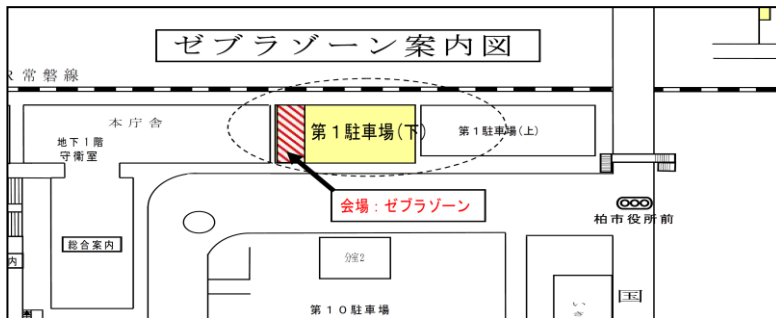 ゼブラゾーン案内図
R常磐線
本庁舎
地下1階
守衛室
第1駐車場(下)
第1駐車場(上)
会場：ゼブラゾーン
柏市役所前
総合案内
内
分室2
第10駐車場
い
き
国